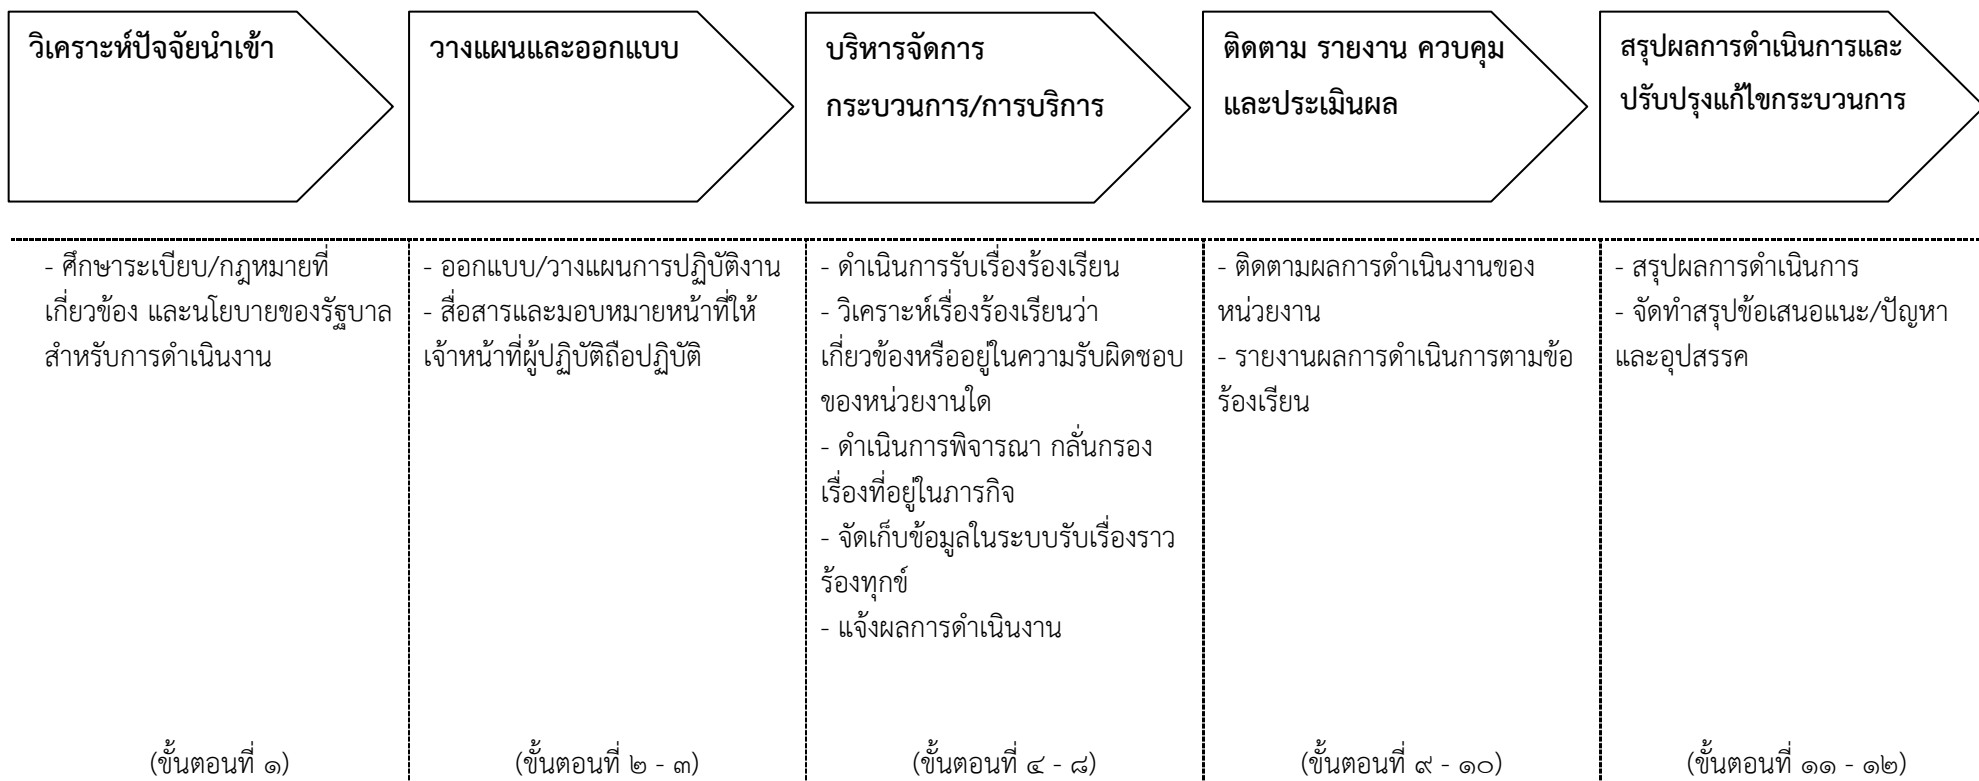 วิเคราะห์ปัจจัยนำเข้า
วางแผนและออกแบบ
บริหารจัดการ
กระบวนการ/การบริการ
ติดตาม รายงาน ควบคุม
และประเมินผล
สรุปผลการดำเนินการและ
ปรับปรุงแก้ไขกระบวนการ
- ศึกษาระเบียบ/กฎหมายที่
เกี่ยวข้อง และนโยบายของรัฐบาล
สำหรับการดำเนินงาน
(ขั้นตอนที่ ๑)
- ออกแบบ/วางแผนการปฏิบัติงาน
- สื่อสารและมอบหมายหน้าที่ให้
เจ้าหน้าที่ผู้ปฏิบัติถือปฏิบัติ
(ขั้นตอนที่ ๒ - ๓)
- ดำเนินการรับเรื่องร้องเรียน
- วิเคราะห์เรื่องร้องเรียนว่า
เกี่ยวข้องหรืออยู่ในความรับผิดชอบ
ของหน่วยงานใด
- ดำเนินการพิจารณา กลั่นกรอง
เรื่องที่อยู่ในภารกิจ
- จัดเก็บข้อมูลในระบบรับเรื่องราว
ร้องทุกข์
- แจ้งผลการดำเนินงาน
(ขั้นตอนที่ ๔ - ๘)
- ติดตามผลการดำเนินงานของ
หน่วยงาน
- รายงานผลการดำเนินการตามข้อ
ร้องเรียน
(ขั้นตอนที่ ๙ - ๑๐)
- สรุปผลการดำเนินการ
- จัดทำสรุปข้อเสนอแนะ/ปัญหา
และอุปสรรค
(ขั้นตอนที่ ๑๑ - ๑๒)